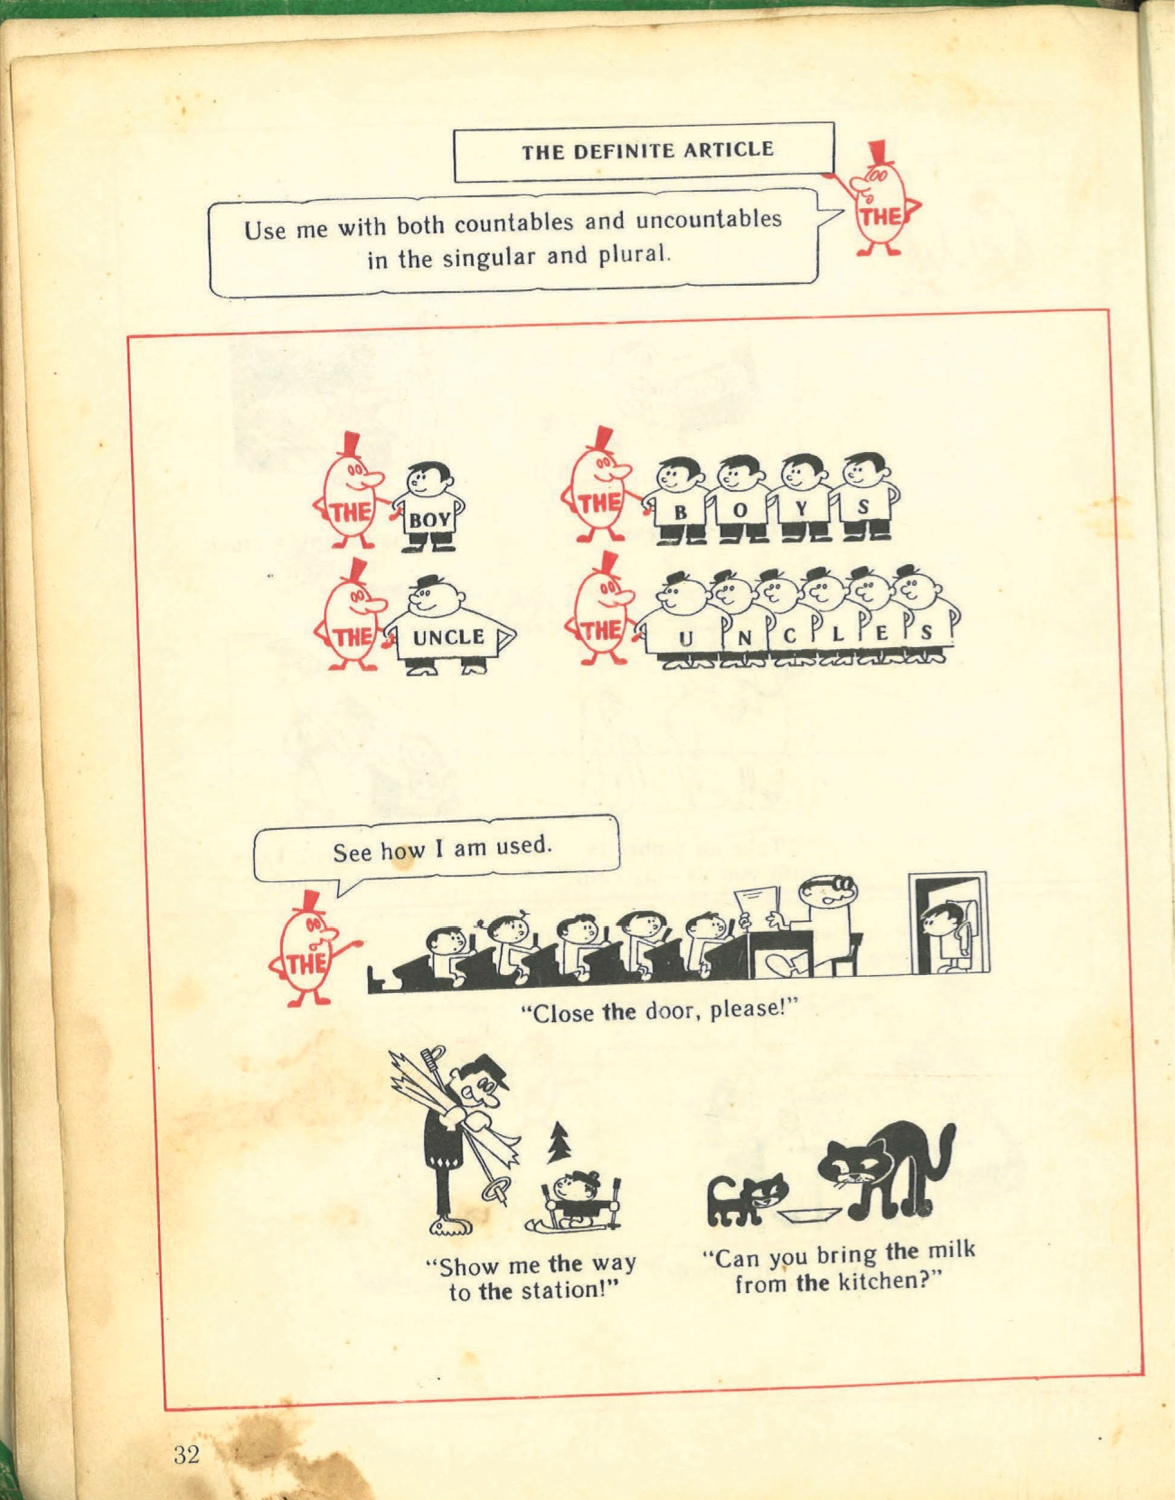 THE DEFINITE ARTICLE
THE
Use me with both countables and uncountables
in the singular and plural.
THE BOY
THE B O Y S
THE UNCLE
THE U N C L E S
See how I am used.
THE
“Close the door, please!”
“Show me the way
to the station!”
“Can you bring the milk
from the kitchen?”
32